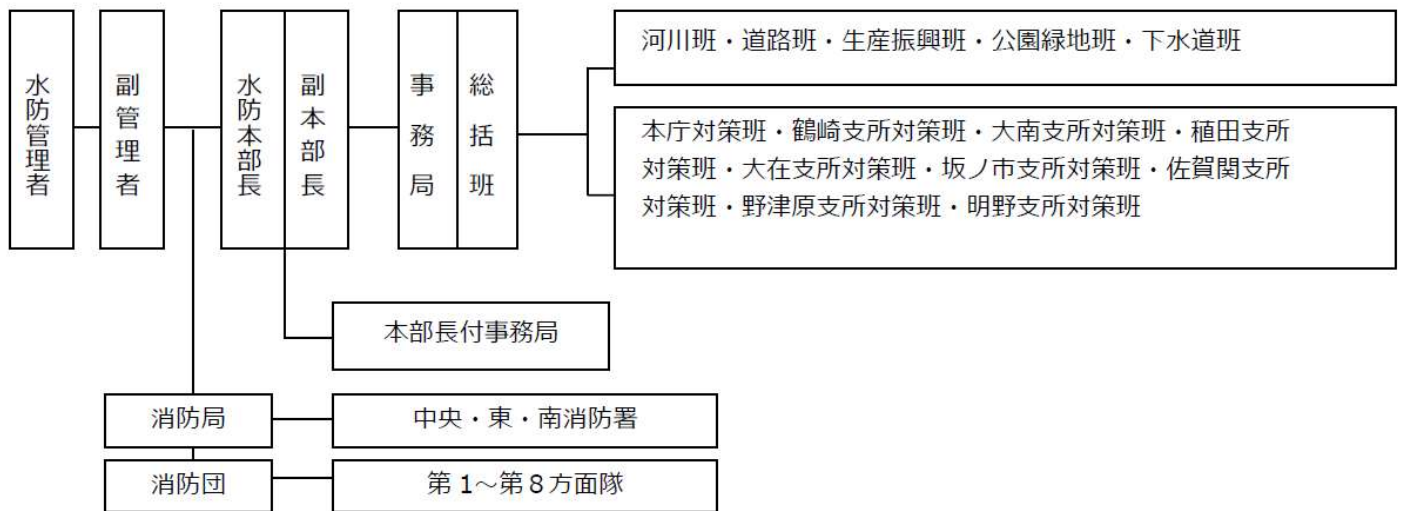 水防管理者
副管理者
水防本部長
副本部長
事務局
総括班
河川班・道路班・生産振興班・公園緑地班・下水道班
本庁対策班・鶴崎支所対策班・大南支所対策班・稙田支所
対策班・大在支所対策班・坂ノ市支所対策班・佐賀関支所
対策班・野津原支所対策班・明野支所対策班
本部長付事務局
消防局
中央・東・南消防署
消防団
第1～第８方面隊